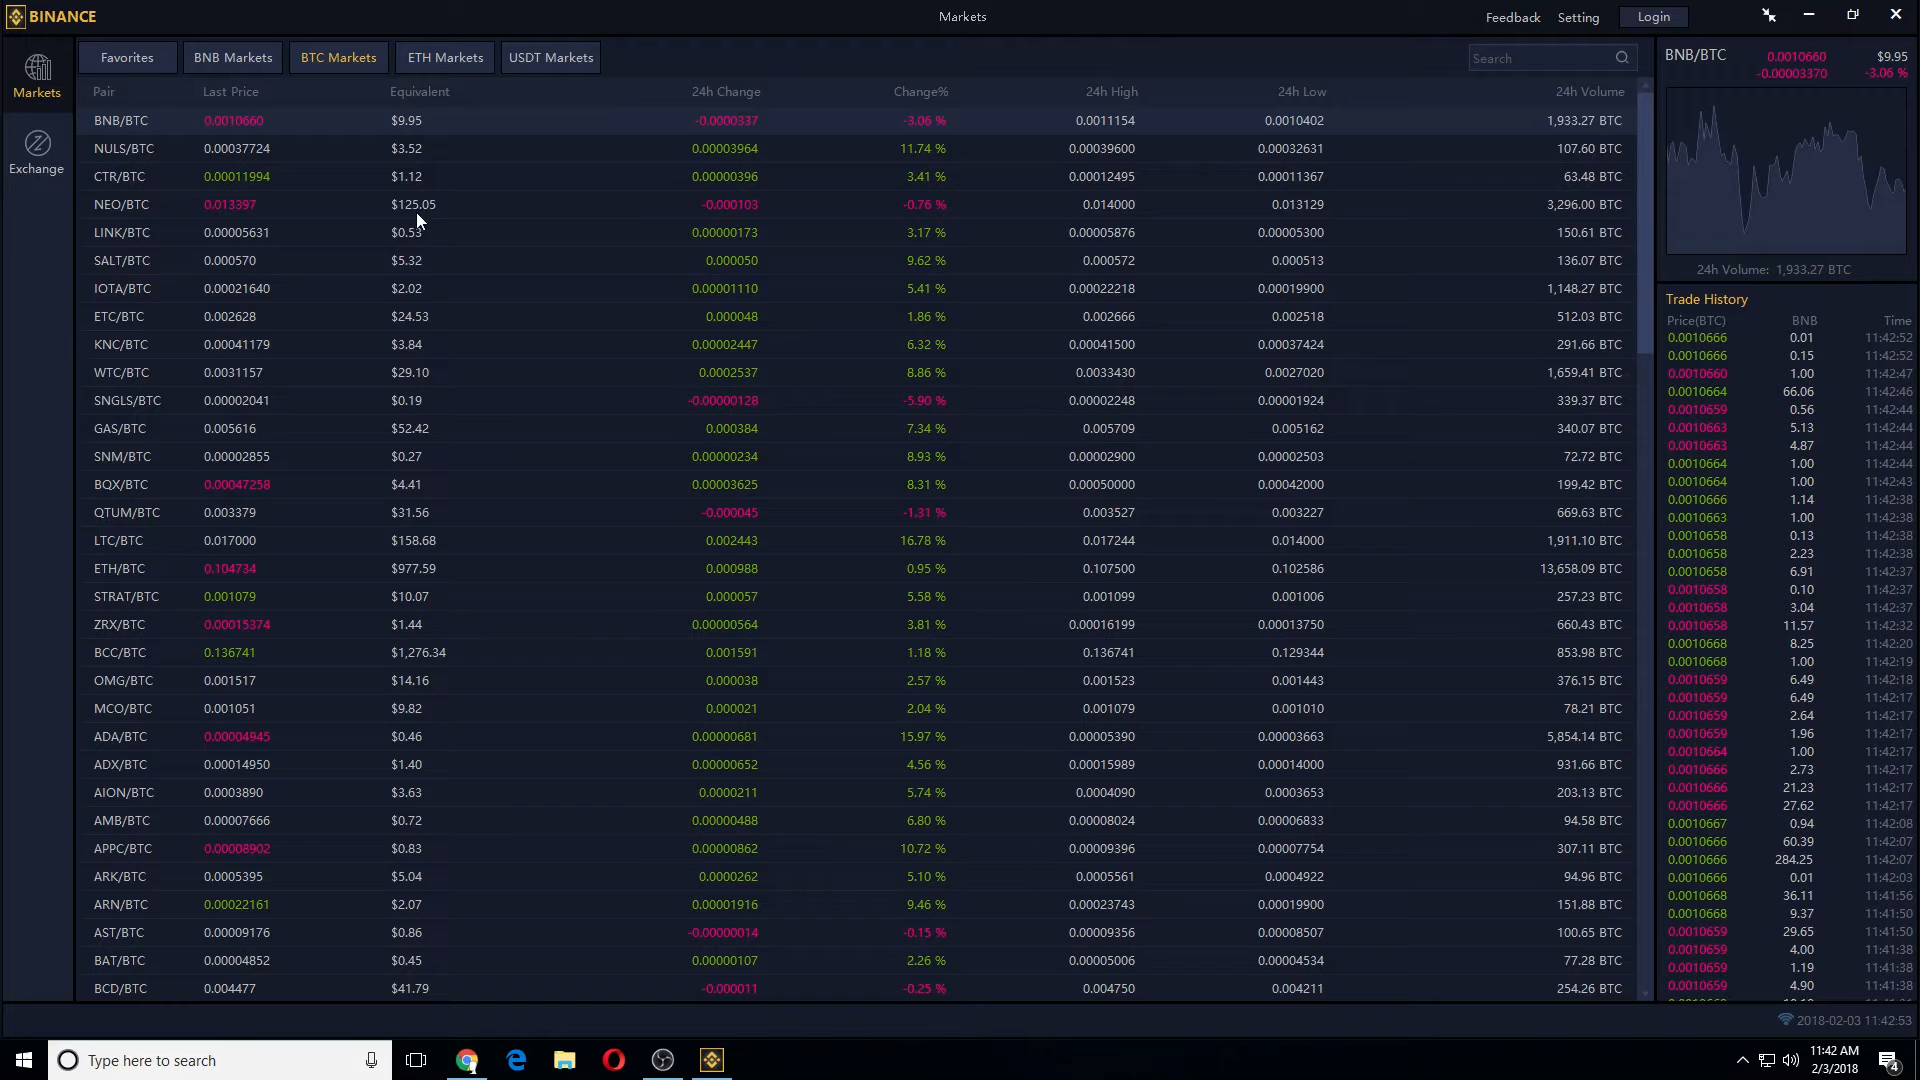 BINANCE
Markets
Feedback Setting Login
Markets
Exchange
Favorites BNB Markets BTC Markets ETH Markets USDT Markets Search
Pair Last Price Equivalent 24h Change Change% 24h High 24h Low 24h Volume
BNB/BTC 0.0010660 $9.95 -0.0000337 -3.06 % 0.0011154 0.0010402 1,933.27 BTC
NULS/BTC 0.00037724 $3.52 0.00003964 11.74 % 0.00039600 0.00032631 107.60 BTC
CTR/BTC 0.00011994 $1.12 0.00000396 3.41 % 0.00012495 0.00011367 63.48 BTC
NEO/BTC 0.013397 $125.05 -0.000103 -0.76 % 0.014000 0.013129 3,296.00 BTC
LINK/BTC 0.00005631 $0.53 0.00000173 3.17 % 0.00005876 0.00005300 150.61 BTC
SALT/BTC 0.000570 $5.32 0.000050 9.62 % 0.000572 0.000513 136.07 BTC
IOTA/BTC 0.00021640 $2.02 0.00001110 5.41 % 0.00022218 0.00019900 1,148.27 BTC
ETC/BTC 0.002628 $24.53 0.000048 1.86 % 0.002666 0.002518 512.03 BTC
KNC/BTC 0.00041179 $3.84 0.00002447 6.32 % 0.00041500 0.00037424 291.66 BTC
WTC/BTC 0.0031157 $29.10 0.0002537 8.86 % 0.0033430 0.0027020 1,659.41 BTC
SNGLS/BTC 0.00002041 $0.19 -0.00000128 -5.90 % 0.00002248 0.00001924 339.37 BTC
GAS/BTC 0.005616 $52.42 0.000384 7.34 % 0.005709 0.005162 340.07 BTC
SNM/BTC 0.00002855 $0.27 0.00000234 8.93 % 0.00002900 0.00002503 72.72 BTC
BQX/BTC 0.00047258 $4.41 0.00003625 8.31 % 0.00050000 0.00042000 199.42 BTC
QTUM/BTC 0.003379 $31.56 -0.000045 -1.31 % 0.003527 0.003227 669.63 BTC
LTC/BTC 0.017000 $158.68 0.002443 16.78 % 0.017244 0.014000 1,911.10 BTC
ETH/BTC 0.104734 $977.59 0.000988 0.95 % 0.107500 0.102586 13,658.09 BTC
STRAT/BTC 0.001079 $10.07 0.000057 5.58 % 0.001099 0.001006 257.23 BTC
ZRX/BTC 0.00015374 $1.44 0.00000564 3.81 % 0.00016199 0.00013750 660.43 BTC
BCC/BTC 0.136741 $1,276.34 0.001591 1.18 % 0.136741 0.129344 853.98 BTC
OMG/BTC 0.001517 $14.16 0.000038 2.57 % 0.001523 0.001443 376.15 BTC
MCO/BTC 0.001051 $9.82 0.000021 2.04 % 0.001079 0.001010 78.21 BTC
ADA/BTC 0.00004945 $0.46 0.00000681 15.97 % 0.00005390 0.00003663 5,854.14 BTC
ADX/BTC 0.00014950 $1.40 0.00000652 4.56 % 0.00015989 0.00014000 931.66 BTC
AION/BTC 0.0003890 $3.63 0.0000211 5.74 % 0.0004090 0.0003653 203.13 BTC
AMB/BTC 0.00007666 $0.72 0.00000488 6.80 % 0.00008024 0.00006833 94.58 BTC
APPC/BTC 0.00008902 $0.83 0.00000862 10.72 % 0.00009396 0.00007754 307.11 BTC
ARK/BTC 0.0005395 $5.04 0.0000262 5.10 % 0.0005561 0.0004922 94.96 BTC
ARN/BTC 0.00022161 $2.07 0.00001916 9.46 % 0.00023743 0.00019900 151.88 BTC
AST/BTC 0.00009176 $0.86 -0.00000014 -0.15 % 0.00009356 0.00008507 100.65 BTC
BAT/BTC 0.00004852 $0.45 0.00000107 2.26 % 0.00005006 0.00004534 77.28 BTC
BCD/BTC 0.004477 $41.79 -0.000011 -0.25 % 0.004750 0.004211 254.26 BTC
BNB/BTC 0.0010660 $9.95
-0.00003370 -3.06 %
24h Volume: 1,933.27 BTC
Trade History
Price(BTC) BNB Time
0.0010666 0.01 11:42:52
0.0010666 0.15 11:42:52
0.0010660 1.00 11:42:47
0.0010664 66.06 11:42:46
0.0010659 0.56 11:42:44
0.0010663 5.13 11:42:44
0.0010663 4.87 11:42:44
0.0010664 1.00 11:42:44
0.0010664 1.00 11:42:43
0.0010666 1.14 11:42:38
0.0010663 1.00 11:42:38
0.0010658 0.13 11:42:38
0.0010658 2.23 11:42:38
0.0010658 6.91 11:42:37
0.0010658 0.10 11:42:37
0.0010658 3.04 11:42:37
0.0010658 11.57 11:42:32
0.0010668 8.25 11:42:20
0.0010668 1.00 11:42:19
0.0010659 6.49 11:42:18
0.0010659 6.49 11:42:17
0.0010659 2.64 11:42:17
0.0010659 1.96 11:42:17
0.0010664 1.00 11:42:17
0.0010666 2.73 11:42:17
0.0010666 21.23 11:42:17
0.0010666 27.62 11:42:17
0.0010667 0.94 11:42:08
0.0010666 60.39 11:42:07
0.0010666 284.25 11:42:07
0.0010666 0.01 11:42:03
0.0010668 36.11 11:41:56
0.0010668 9.37 11:41:50
0.0010659 29.65 11:41:50
0.0010659 4.00 11:41:38
0.0010659 1.19 11:41:38
0.0010659 4.90 11:41:38
2018-02-03 11:42:53
Type here to search
11:42 AM
2/3/2018
4